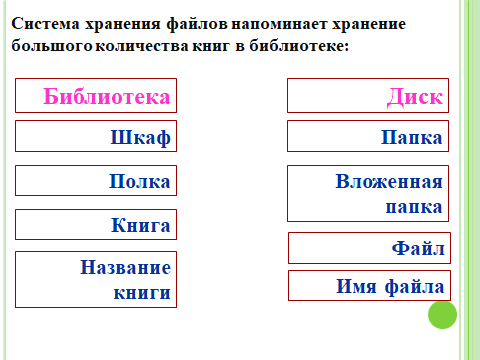 Система хранения файлов напоминает хранение
большого количества книг в библиотеке:
Библиотека
Шкаф
Полка
Книга
Название
книги
Диск
Папка
Вложенная
папка
Файл
Имя файла